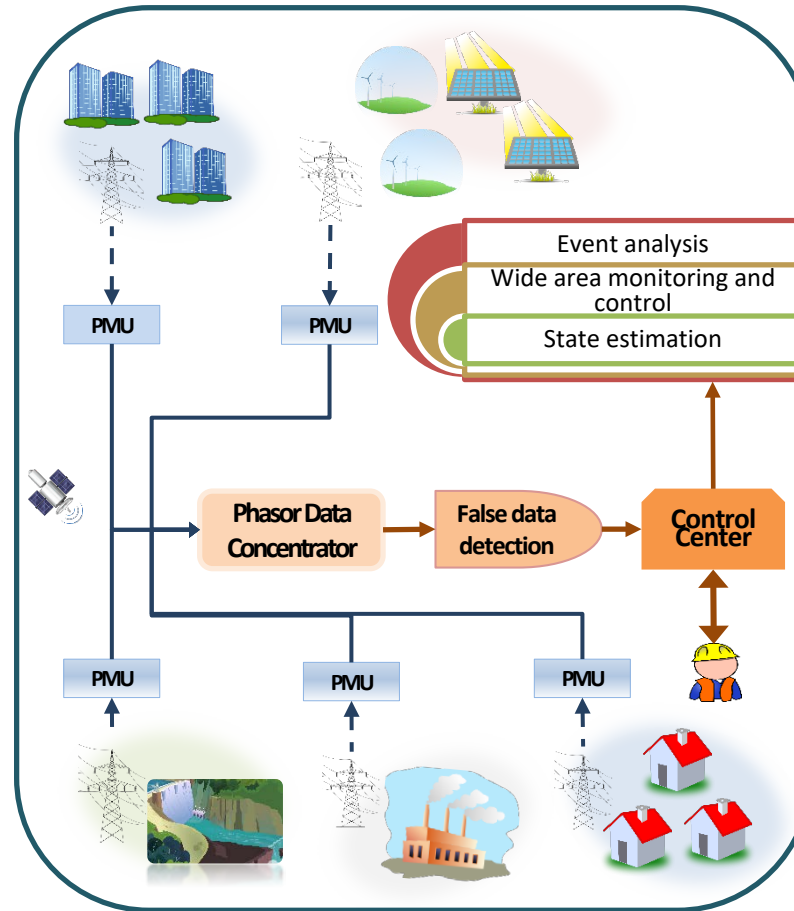 Event analysis
Wide area monitoring and
control
State estimation
PMU
PMU
Phasor Data
Concentrator
False data
detection
Control
Center
PMU
PMU
PMU